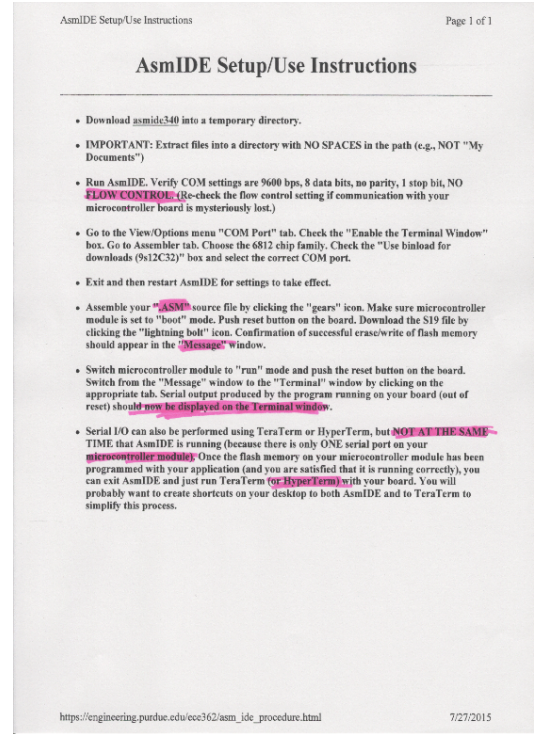 AsmIDE Setup/Use Instructions Page 1 of 1
AsmIDE Setup/Use Instructions
• Download asmide340 into a temporary directory.
• IMPORTANT: Extract files into a directory with NO SPACES in the path (e.g., NOT "My
Documents")
• Run AsmIDE. Verify COM settings are 9600 bps, 8 data bits, no parity, 1 stop bit, NO
FLOW CONTROL. (Re-check the flow control setting if communication with your
microcontroller board is mysteriously lost.)
• Go to the View/Options menu "COM Port" tab. Check the "Enable the Terminal Window"
box. Go to Assembler tab. Choose the 6812 chip family. Check the "Use binload for
downloads (9s12C32)" box and select the correct COM port.
• Exit and then restart AsmIDE for settings to take effect.
• Assemble your ".ASM" source file by clicking the "gears" icon. Make sure microcontroller
module is set to "boot" mode. Push reset button on the board. Download the S19 file by
clicking the "lightning bolt" icon. Confirmation of successful erase/write of flash memory
should appear in the "Message" window.
• Switch microcontroller module to "run" mode and push the reset button on the board.
Switch from the "Message" window to the "Terminal" window by clicking on the
appropriate tab. Serial output produced by the program running on your board (out of
reset) should now be displayed on the Terminal window.
• Serial I/O can also be performed using TeraTerm or HyperTerm, but NOT AT THE SAME
TIME that AsmIDE is running (because there is only ONE serial port on your
microcontroller module). Once the flash memory on your microcontroller module has been
programmed with your application (and you are satisfied that it is running correctly), you
can exit AsmIDE and just run TeraTerm (or HyperTerm) with your board. You will
probably want to create shortcuts on your desktop to both AsmIDE and to TeraTerm to
simplify this process.
https://engineering.purdue.edu/ece362/asm_ide_procedure.html 7/27/2015